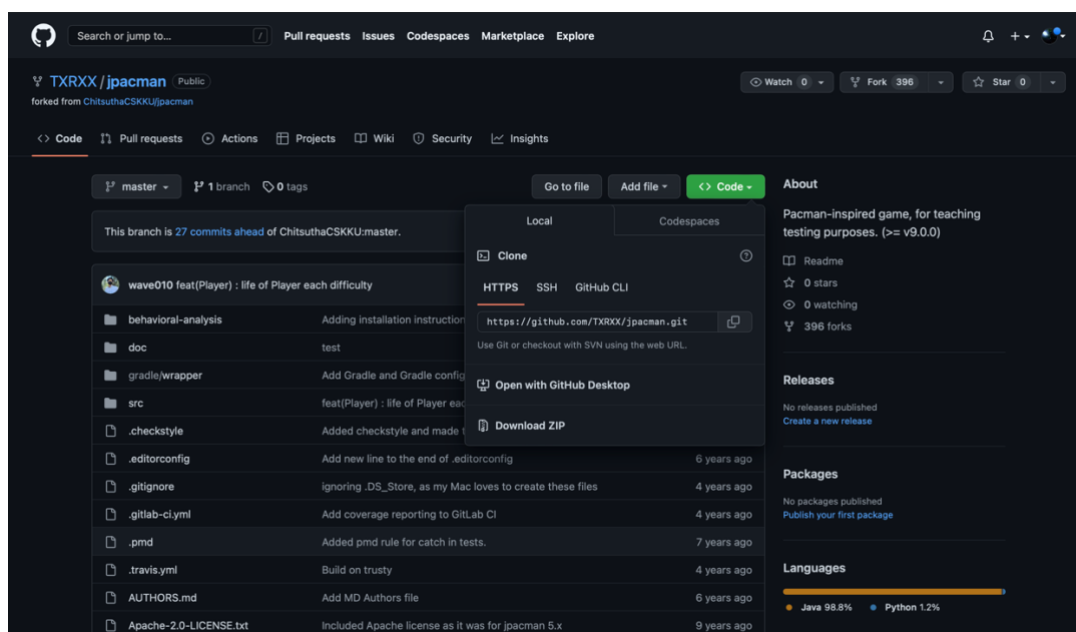 Search or jump to... /
Pull requests Issues Codespaces Marketplace Explore
TXRXX / jpacman Public
forked from ChitsuthaCSKKU/jpacman
Watch 0
Fork 396
Star 0
Code Pull requests Actions Projects Wiki Security Insights
master 1 branch 0 tags
Go to file Add file Code
This branch is 27 commits ahead of ChitsuthaCSKKU:master.
wave010 feat(Player) : life of Player each difficulty
behavioral-analysis Adding installation instruction
doc test
gradle/wrapper Add Gradle and Gradle config
src feat(Player) : life of Player eac
.checkstyle Added checkstyle and made
.editorconfig Add new line to the end of .editorconfig 6 years ago
.gitignore ignoring .DS_Store, as my Mac loves to create these files 4 years ago
.gitlab-ci.yml Add coverage reporting to GitLab CI 4 years ago
.pmd Added pmd rule for catch in tests. 7 years ago
.travis.yml Build on trusty 4 years ago
AUTHORS.md Add MD Authors file 6 years ago
Apache-2.0-LICENSE.txt Included Apache license as it was for jpacman 5.x 9 years ago
Local Codespaces
Clone
HTTPS SSH GitHub CLI
https://github.com/TXRXX/jpacman.git
Use Git or checkout with SVN using the web URL.
Open with GitHub Desktop
Download ZIP
About
Pacman-inspired game, for teaching
testing purposes. (>= v9.0.0)
Readme
0 stars
0 watching
396 forks
Releases
No releases published
Create a new release
Packages
No packages published
Publish your first package
Languages
Java 98.8% Python 1.2%